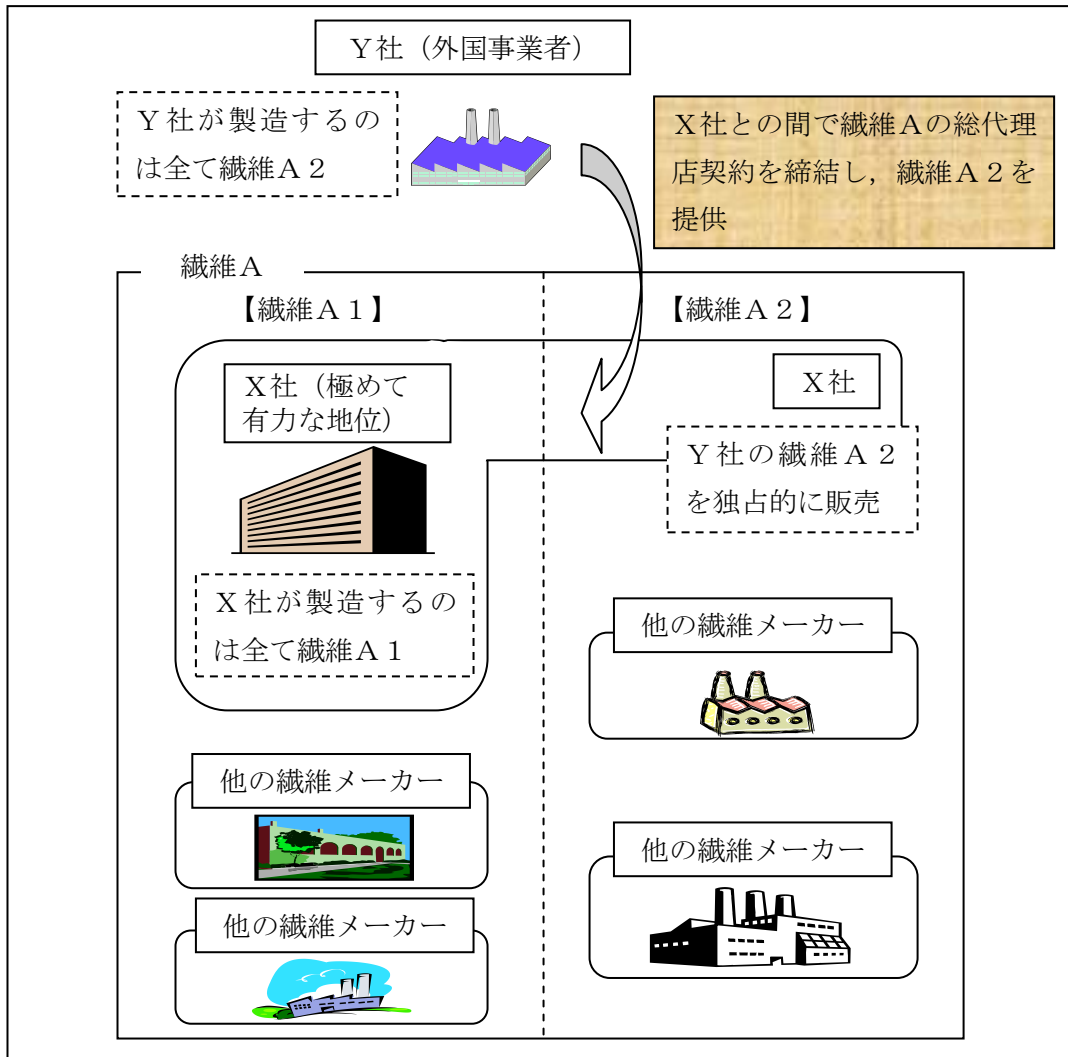 Y社（外国事業者）
Y社が製造するの
は全て繊維A2
X社との間で繊維Aの総代理
店契約を締結し，繊維A2を
提供
繊維A
【繊維A1】
【繊維A2】
X社（極めて
有力な地位）
X社
Y社の繊維A2
を独占的に販売
X社が製造するの
は全て繊維A1
他の繊維メーカー
他の繊維メーカー
他の繊維メーカー
他の繊維メーカー